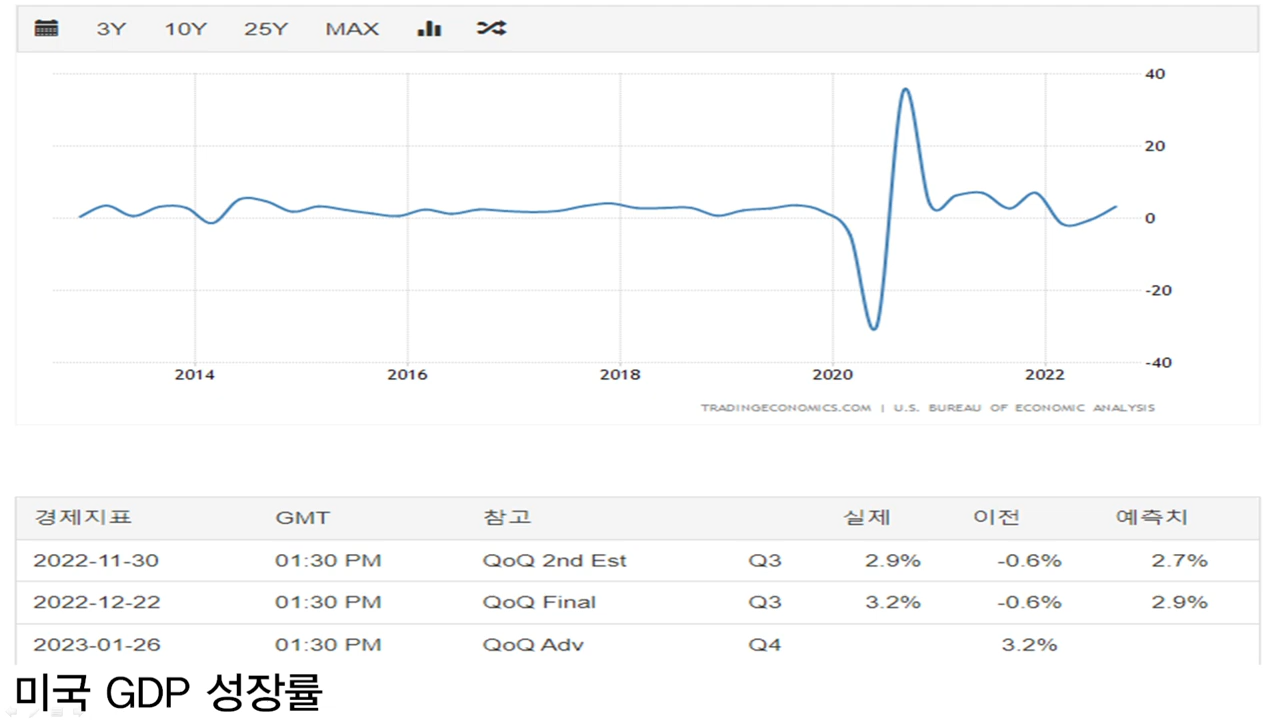 3Y 10Y 25Y MAX
40
20
0
-20
-40
2014 2016 2018 2020 2022
TRADINGECONOMICS.COM | U.S. BUREAU OF ECONOMIC ANALYSIS
경제지표 GMT 참고 실제 이전 예측치
2022-11-30 01:30 PM QoQ 2nd Est Q3 2.9% -0.6% 2.7%
2022-12-22 01:30 PM QoQ Final Q3 3.2% -0.6% 2.9%
2023-01-26 01:30 PM QoQ Adv Q4 3.2%
미국 GDP 성장률